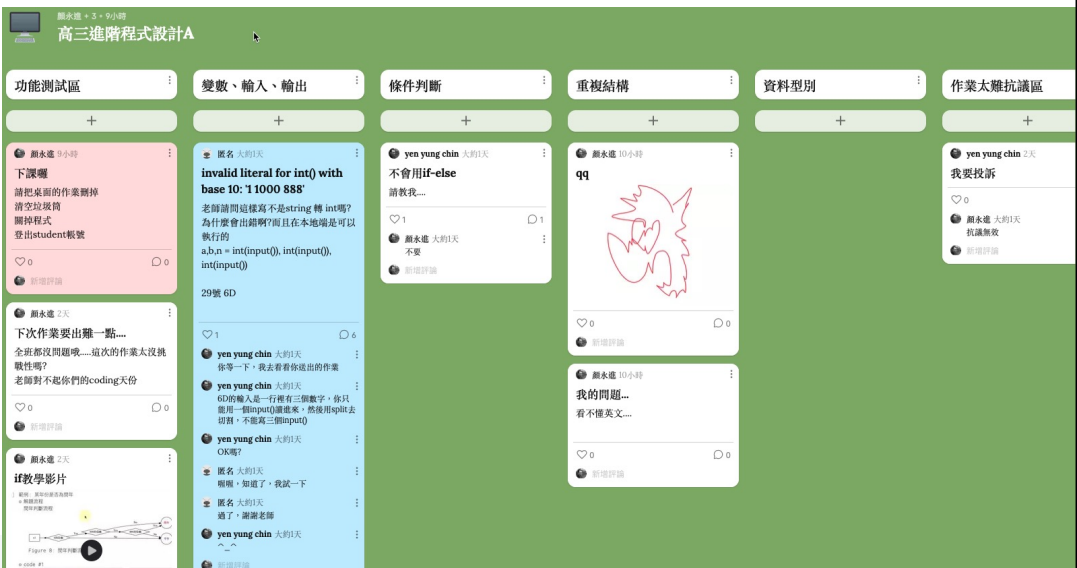 顏永進 + 3 • 9小時
高三進階程式設計A
功能測試區
顏永進 9小時
下課囉
請把桌面的作業刪掉
清空垃圾筒
關掉程式
登出student帳號
0
0
新增評論
顏永進 2天
下次作業要出難一點....
全班都沒問題哦.....這次的作業太沒挑
戰性嗎?
老師對不起你們的coding天份
0
0
新增評論
顏永進 2天
if教學影片
變數、輸入、輸出
匿名 大約1天
invalid literal for int() with
base 10: '1 1000 888'
老師請問這樣寫不是string 轉 int嗎?
為什麼會出錯啊?而且在本地端是可以
執行的
a,b,n = int(input()), int(input()),
int(input())
29號 6D
1
6
yen yung chin 大約1天
你等一下,我去看看你送出的作業
yen yung chin 大約1天
6D的輸入是一行裡有三個數字,你只
能用一個input()讀進來,然後用split去
切割,不能寫三個input()
yen yung chin 大約1天
OK嗎?
匿名 大約1天
喔喔,知道了,我試一下
匿名 大約1天
過了,謝謝老師
yen yung chin 大約1天
^_^
新增評論
條件判斷
yen yung chin 大約1天
不會用if-else
請教我....
1
1
顏永進 大約1天
不要
新增評論
重複結構
顏永進 10小時
qq
0
0
新增評論
顏永進 10小時
我的問題...
看不懂英文....
0
0
新增評論
資料型別
作業太難抗議區
yen yung chin 2天
我要投訴
0
顏永進 大約1天
抗議無效
新增評論